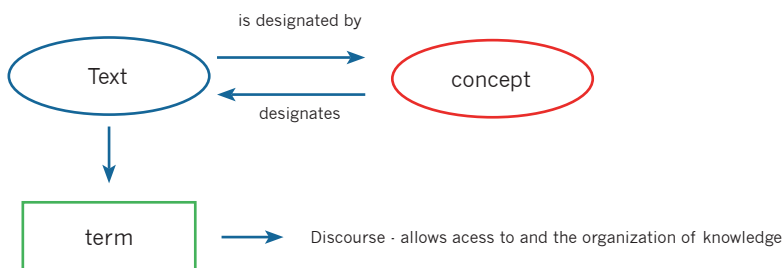 is designated by
Text
concept
designates
term
Discourse - allows acess to and the organization of knowledge